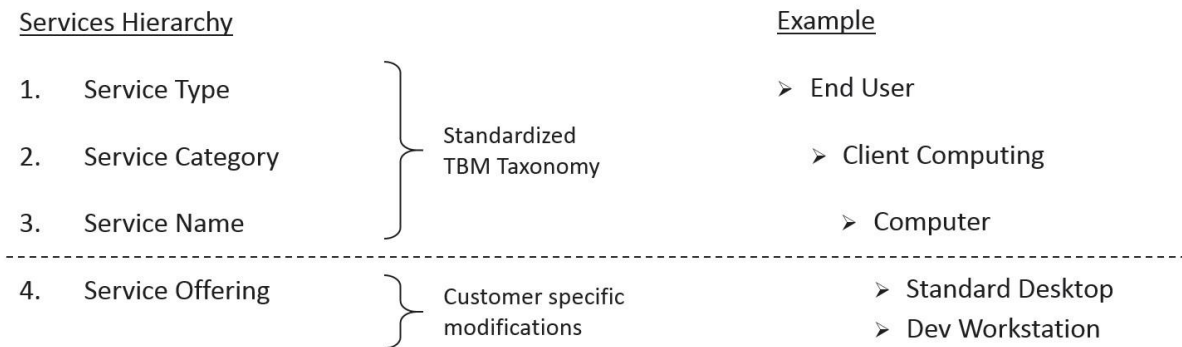 Services Hierarchy
Example
1. Service Type
➢ End User
2. Service Category
Standardized
TBM Taxonomy
➢ Client Computing
3. Service Name
➢ Computer
4. Service Offering
Customer specific
modifications
➢ Standard Desktop
➢ Dev Workstation